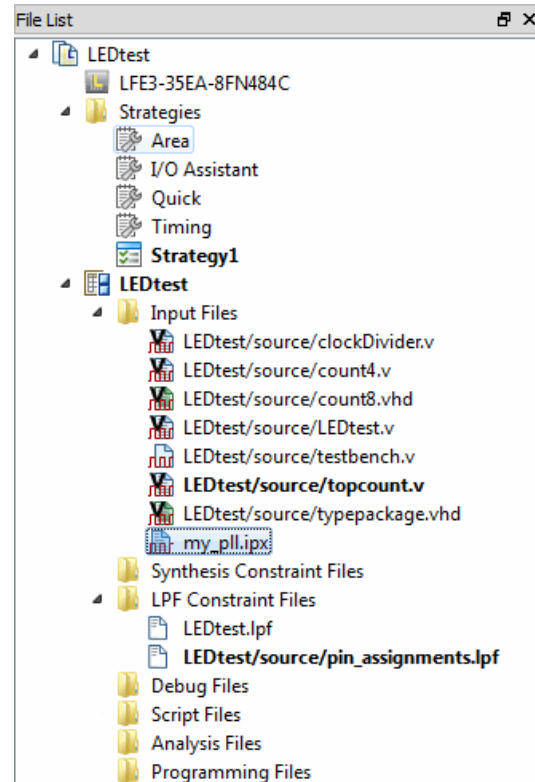 File List
LEDtest
LFE3-35EA-8FN484C
Strategies
Area
I/O Assistant
Quick
Timing
Strategy1
LEDtest
Input Files
LEDtest/source/clockDivider.v
LEDtest/source/count4.v
LEDtest/source/count8.vhd
LEDtest/source/LEDtest.v
LEDtest/source/testbench.v
LEDtest/source/topcount.v
LEDtest/source/typepackage.vhd
my_pll.ipx
Synthesis Constraint Files
LPF Constraint Files
LEDtest.lpf
LEDtest/source/pin_assignments.lpf
Debug Files
Script Files
Analysis Files
Programming Files